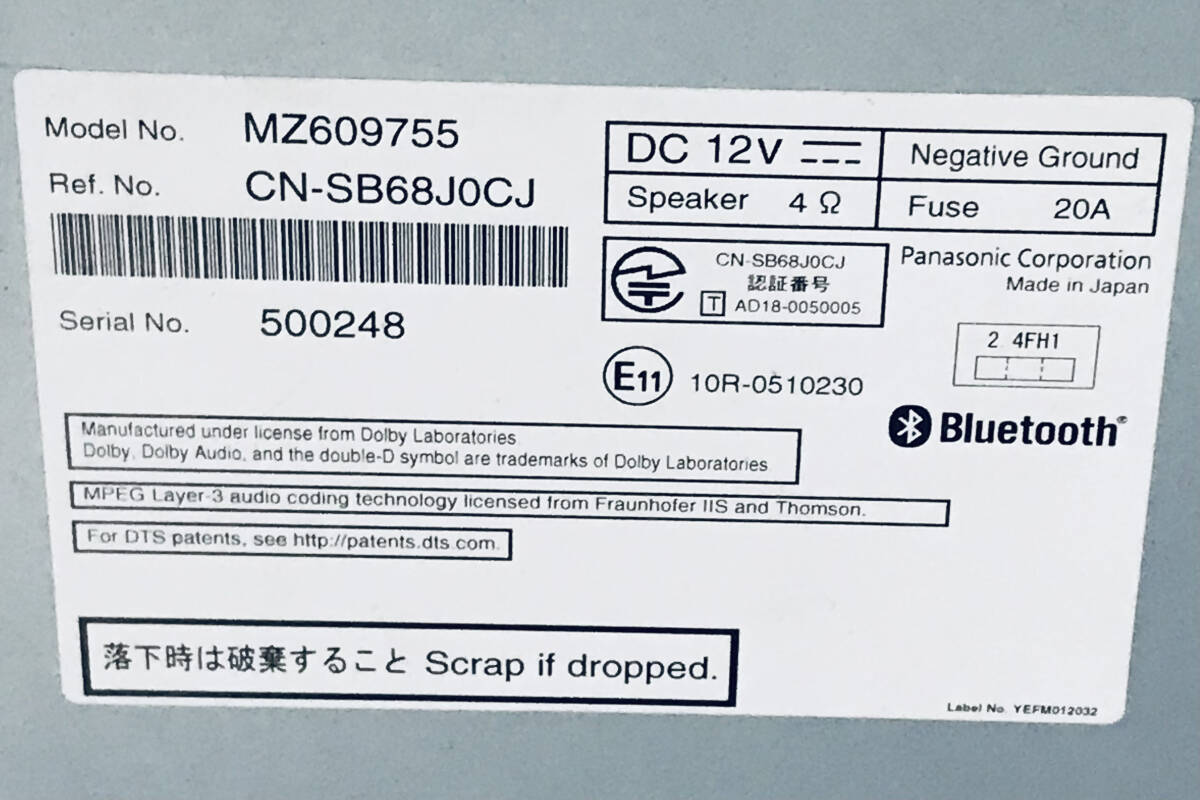 Model No. MZ609755
Ref. No. CN-SB68J0CJ
Serial No. 500248
DC 12V Negative Ground
Speaker 4 Ω Fuse 20A
CN-SB68J0CJ
認証番号
T AD18-0050005
Panasonic Corporation
Made in Japan
2.4FH1
E11 10R-0510230
Bluetooth®
Manufactured under license from Dolby Laboratories.
Dolby, Dolby Audio, and the double-D symbol are trademarks of Dolby Laboratories
MPEG Layer-3 audio coding technology licensed from Fraunhofer IIS and Thomson.
For DTS patents, see http://patents.dts.com.
落下時は破棄すること Scrap if dropped.
Label No. YEFM012032